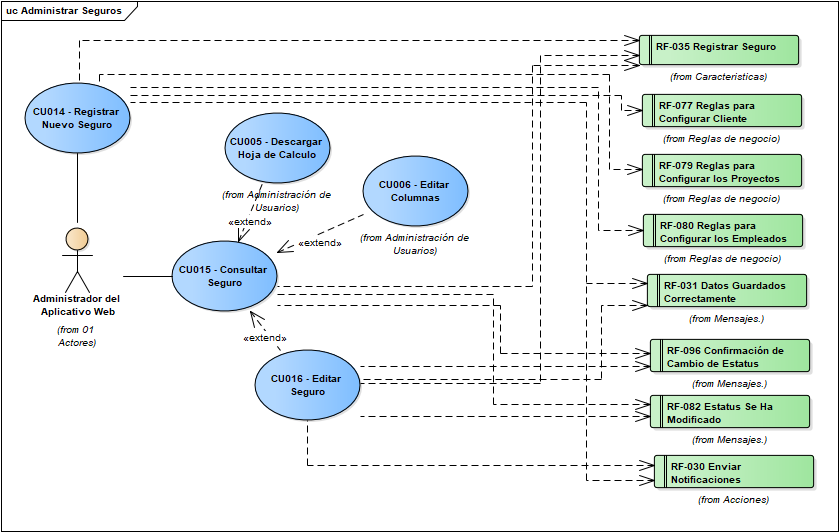 uc Administrar Seguros
CU014 - Registrar
Nuevo Seguro
CU005 - Descargar
Hoja de Calculo
(from Administración de
Usuarios)
«extend»
CU006 - Editar
Columnas
(from Administración de
Usuarios)
«extend»
CU015 - Consultar
Seguro
Administrador del
Aplicativo Web
(from 01
Actores)
«extend»
CU016 - Editar
Seguro
RF-035 Registrar Seguro
(from Caracteristicas)
RF-077 Reglas para
Configurar Cliente
(from Reglas de negocio)
RF-079 Reglas para
Configurar los Proyectos
(from Reglas de negocio)
RF-080 Reglas para
Configurar los Empleados
(from Reglas de negocio)
RF-031 Datos Guardados
Correctamente
(from Mensajes.)
RF-096 Confirmación de
Cambio de Estatus
(from Mensajes.)
RF-082 Estatus Se Ha
Modificado
(from Mensajes.)
RF-030 Enviar
Notificaciones
(from Acciones)